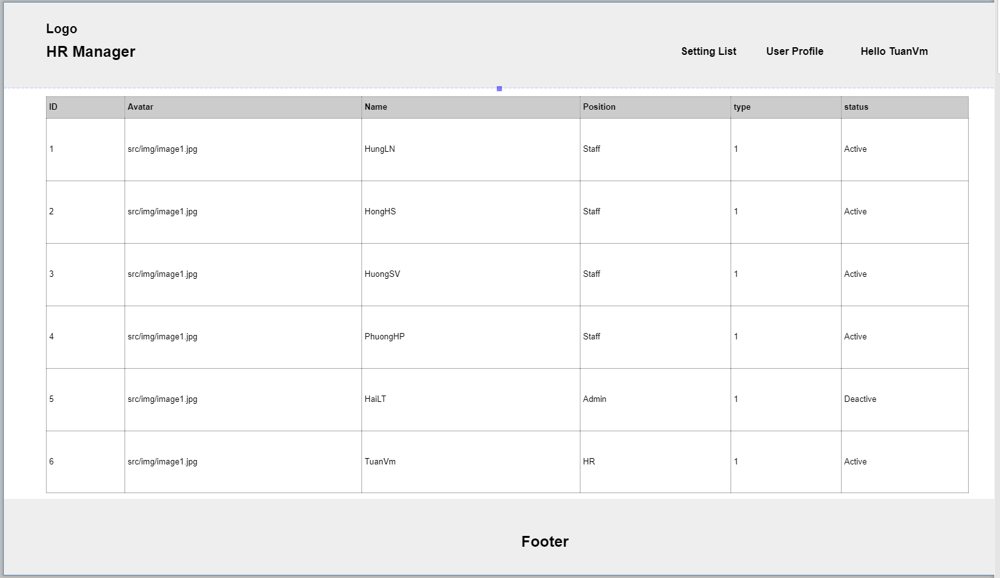 Logo
HR Manager
Setting List User Profile Hello TuanVm
ID Avatar Name Position type status
1 src/img/image1.jpg HungLN Staff 1 Active
2 src/img/image1.jpg HongHS Staff 1 Active
3 src/img/image1.jpg HuongSV Staff 1 Active
4 src/img/image1.jpg PhuongHP Staff 1 Active
5 src/img/image1.jpg HaiLT Admin 1 Deactive
6 src/img/image1.jpg TuanVm HR 1 Active
Footer